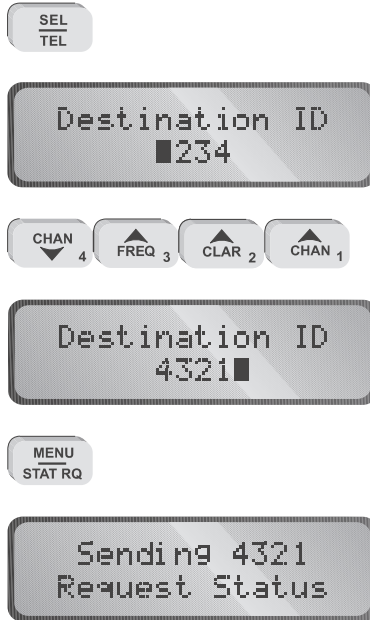 SEL
TEL
Destination ID
█234
CHAN 4 FREQ 3 CLAR 2 CHAN 1
Destination ID
4321█
MENU
STAT RQ
Sending 4321
Request Status